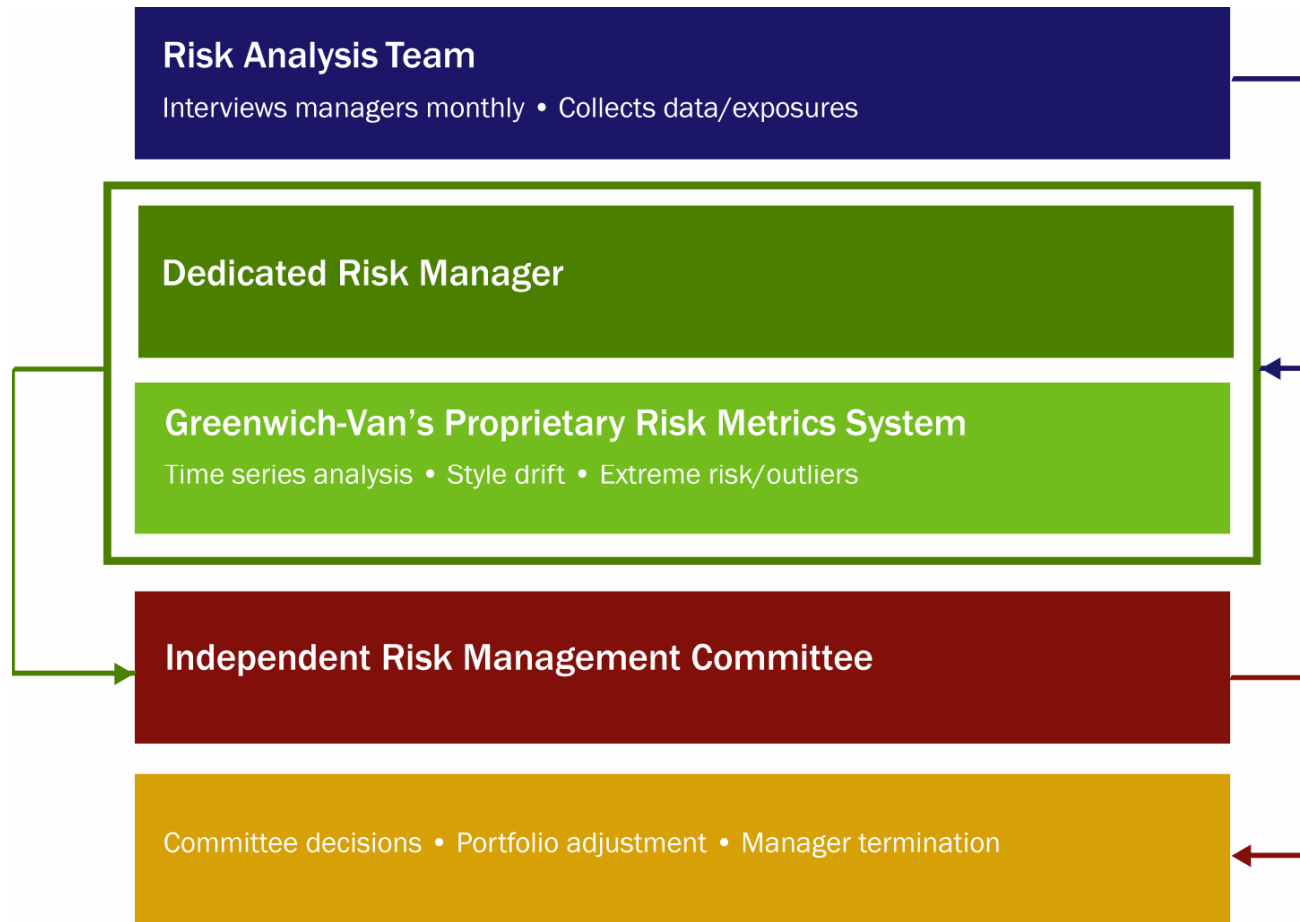 Risk Analysis Team
Interviews managers monthly • Collects data/exposures
Dedicated Risk Manager
Greenwich-Van’s Proprietary Risk Metrics System
Time series analysis • Style drift • Extreme risk/outliers
Independent Risk Management Committee
Committee decisions • Portfolio adjustment • Manager termination